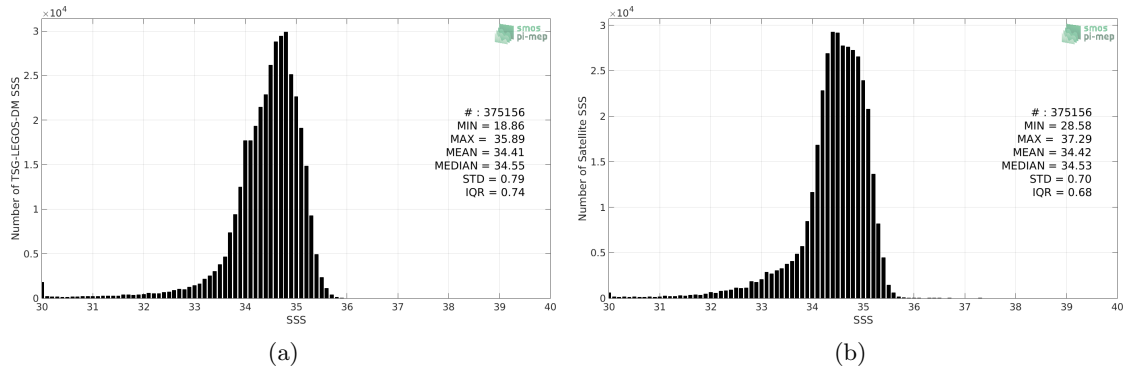 ×10⁴
3
2.5
2
1.5
1
0.5
0
Number of TSG-LEGOS-DM SSS
30 31 32 33 34 35 36 37 38 39 40
SSS
smos
pi-mep
# : 375156
MIN = 18.86
MAX = 35.89
MEAN = 34.41
MEDIAN = 34.55
STD = 0.79
IQR = 0.74
(a)
×10⁴
3
2.5
2
1.5
1
0.5
0
Number of Satellite SSS
30 31 32 33 34 35 36 37 38 39 40
SSS
smos
pi-mep
# : 375156
MIN = 28.58
MAX = 37.29
MEAN = 34.42
MEDIAN = 34.53
STD = 0.70
IQR = 0.68
(b)